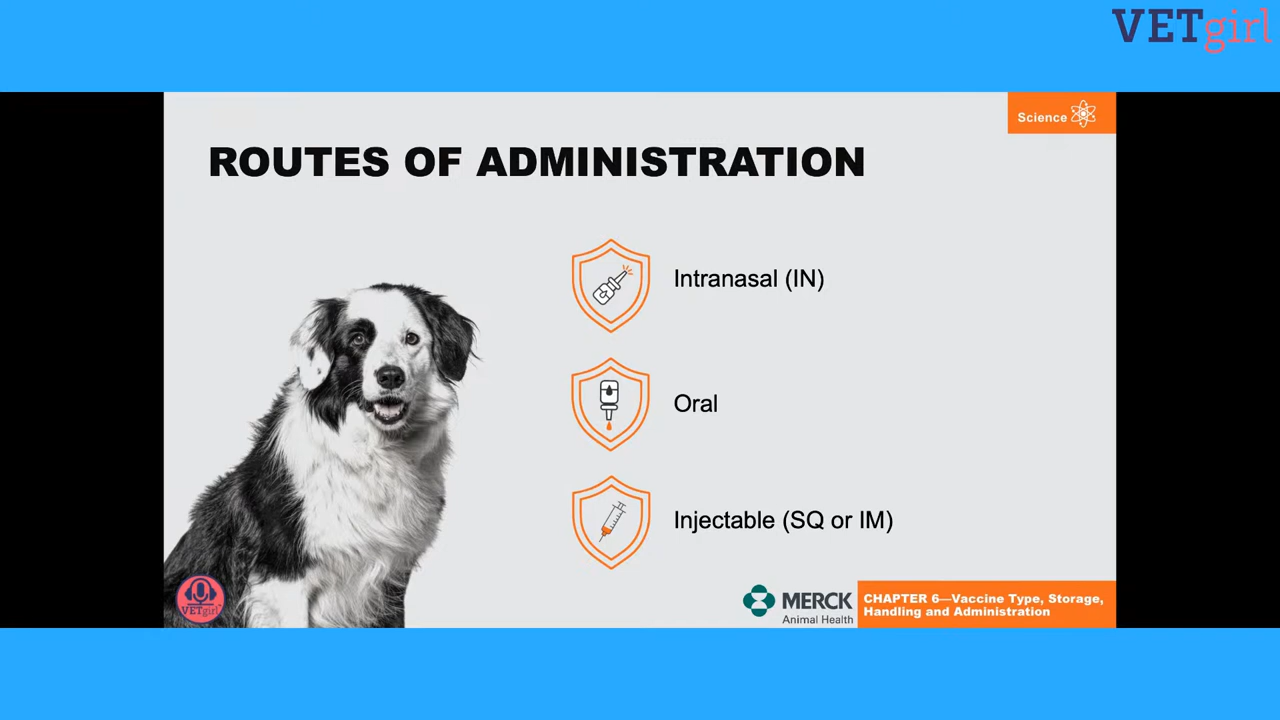 VETgirl
Science
ROUTES OF ADMINISTRATION
Intranasal (IN)
Oral
Injectable (SQ or IM)
VETgirl
MERCK
Animal Health
CHAPTER 6—Vaccine Type, Storage,
Handling and Administration